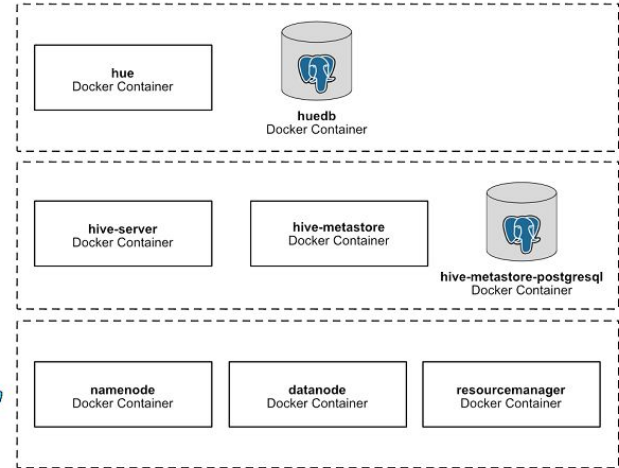 hue
Docker Container
huedb
Docker Container
hive-server
Docker Container
hive-metastore
Docker Container
hive-metastore-postgresql
Docker Container
namenode
Docker Container
datanode
Docker Container
resourcemanager
Docker Container